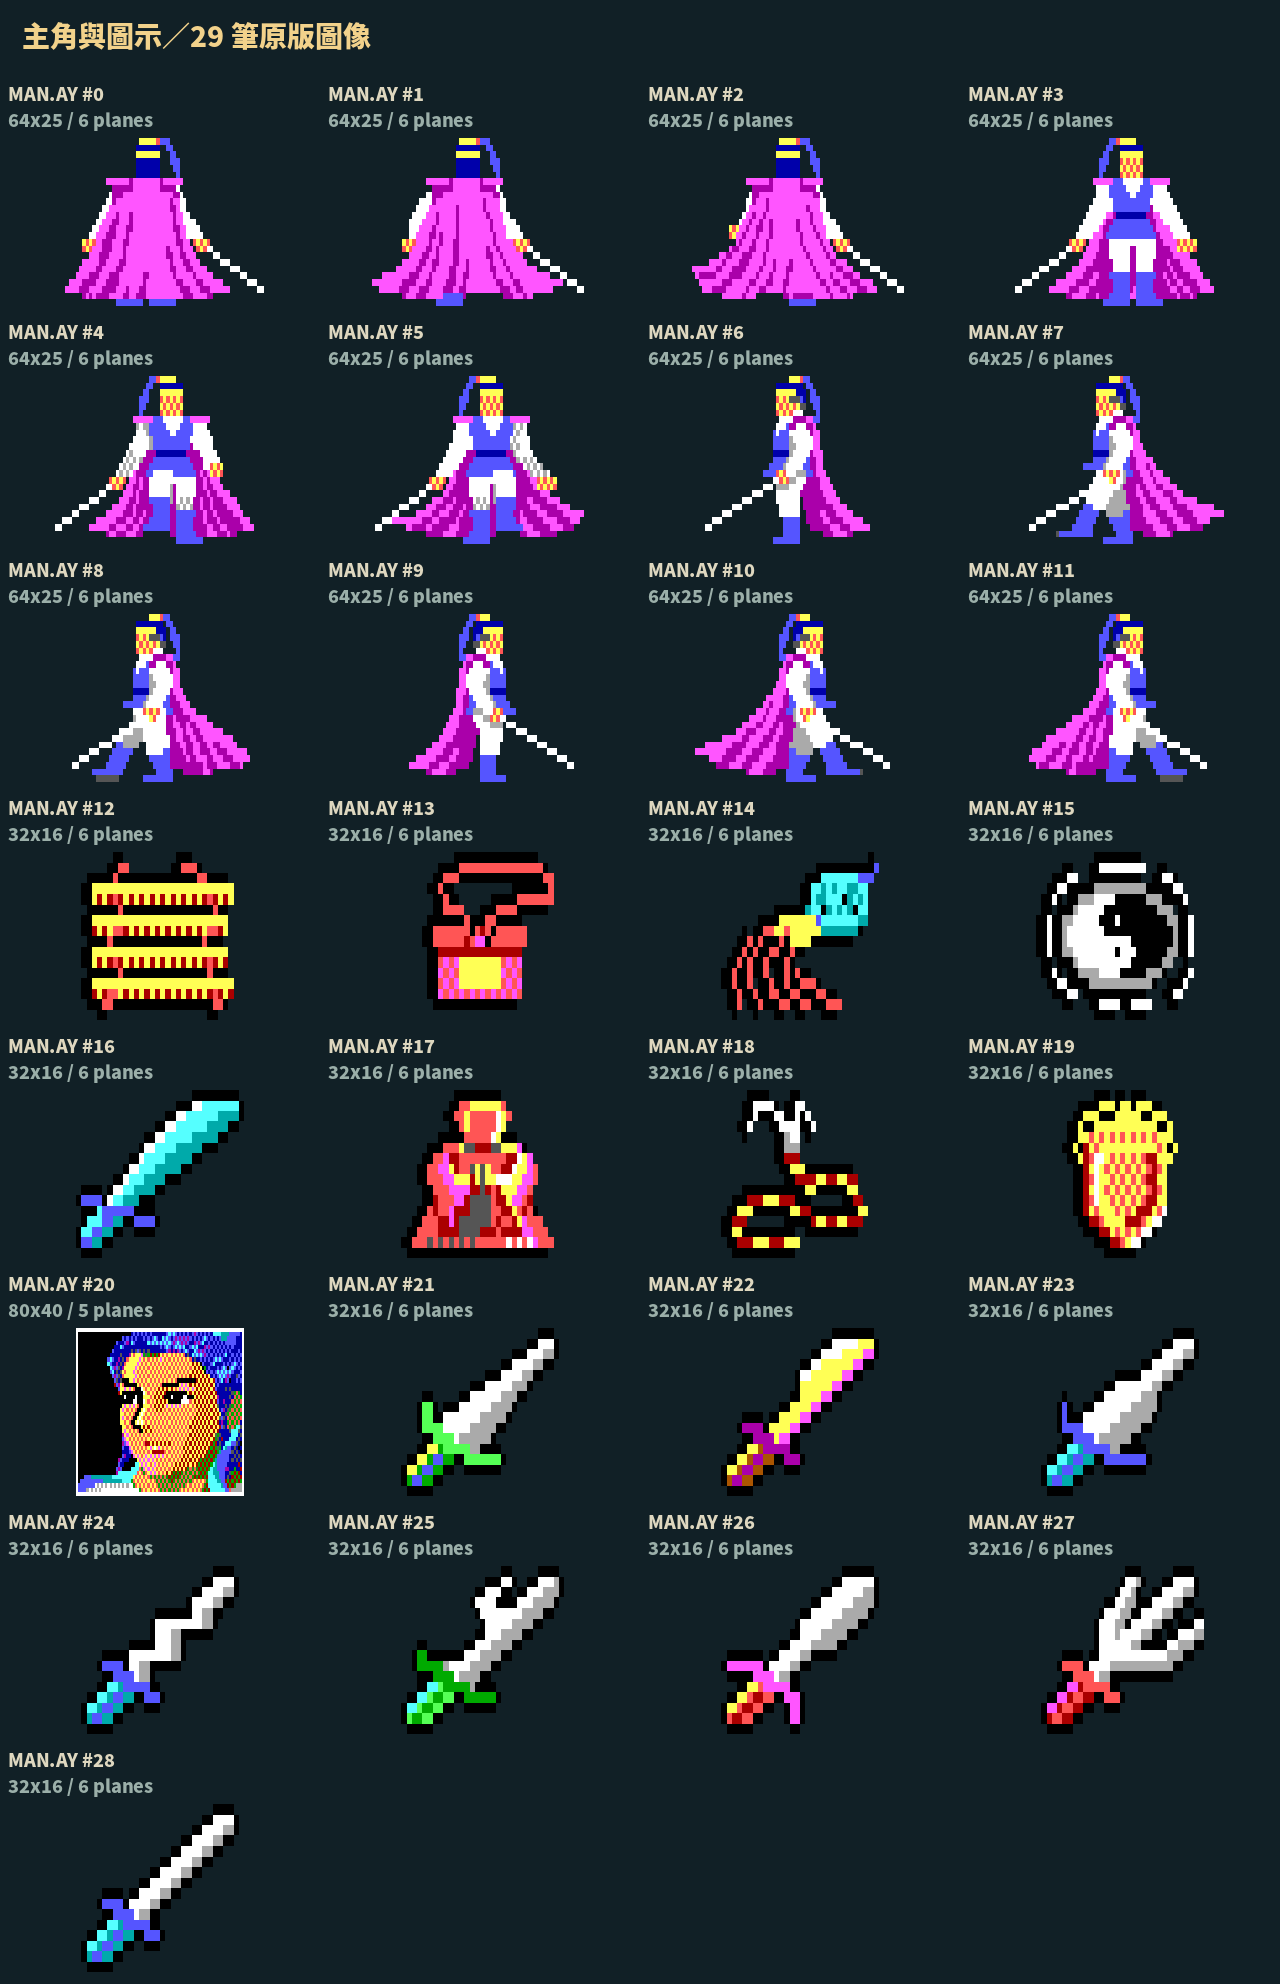 主角與圖示／29 筆原版圖像
MAN.AY #0
64x25 / 6 planes
MAN.AY #1
64x25 / 6 planes
MAN.AY #2
64x25 / 6 planes
MAN.AY #3
64x25 / 6 planes
MAN.AY #4
64x25 / 6 planes
MAN.AY #5
64x25 / 6 planes
MAN.AY #6
64x25 / 6 planes
MAN.AY #7
64x25 / 6 planes
MAN.AY #8
64x25 / 6 planes
MAN.AY #9
64x25 / 6 planes
MAN.AY #10
64x25 / 6 planes
MAN.AY #11
64x25 / 6 planes
MAN.AY #12
32x16 / 6 planes
MAN.AY #13
32x16 / 6 planes
MAN.AY #14
32x16 / 6 planes
MAN.AY #15
32x16 / 6 planes
MAN.AY #16
32x16 / 6 planes
MAN.AY #17
32x16 / 6 planes
MAN.AY #18
32x16 / 6 planes
MAN.AY #19
32x16 / 6 planes
MAN.AY #20
80x40 / 5 planes
MAN.AY #21
32x16 / 6 planes
MAN.AY #22
32x16 / 6 planes
MAN.AY #23
32x16 / 6 planes
MAN.AY #24
32x16 / 6 planes
MAN.AY #25
32x16 / 6 planes
MAN.AY #26
32x16 / 6 planes
MAN.AY #27
32x16 / 6 planes
MAN.AY #28
32x16 / 6 planes